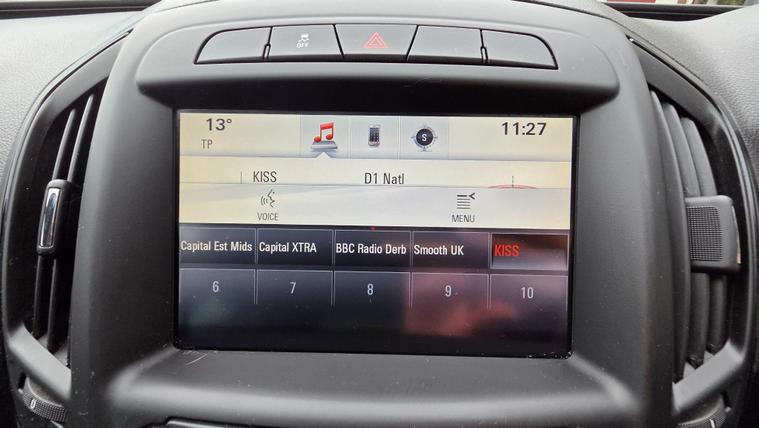 OFF
13° 11:27
TP
S
KISS D1 Natl
VOICE MENU
Capital Est Mids Capital XTRA BBC Radio Derb Smooth UK KISS
6 7 8 9 10
0